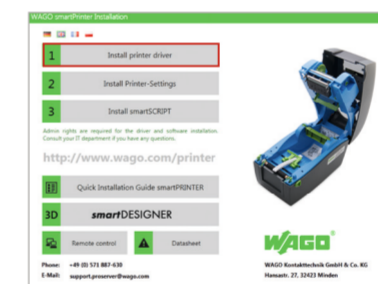 WAGO smartPrinter Installation
1 Install printer driver
2 Install Printer-Settings
3 Install smartSCRIPT
Admin rights are required for the driver and software installation.
Consult your IT department if you have any questions.
http://www.wago.com/printer
Quick Installation Guide smartPRINTER
3D smartDESIGNER
Remote control
Datasheet
WAGO
Phone: +49 (0) 571 887-630
E-Mail: support.proserver@wago.com
WAGO Kontakttechnik GmbH & Co. KG
Hansastr. 27, 32423 Minden